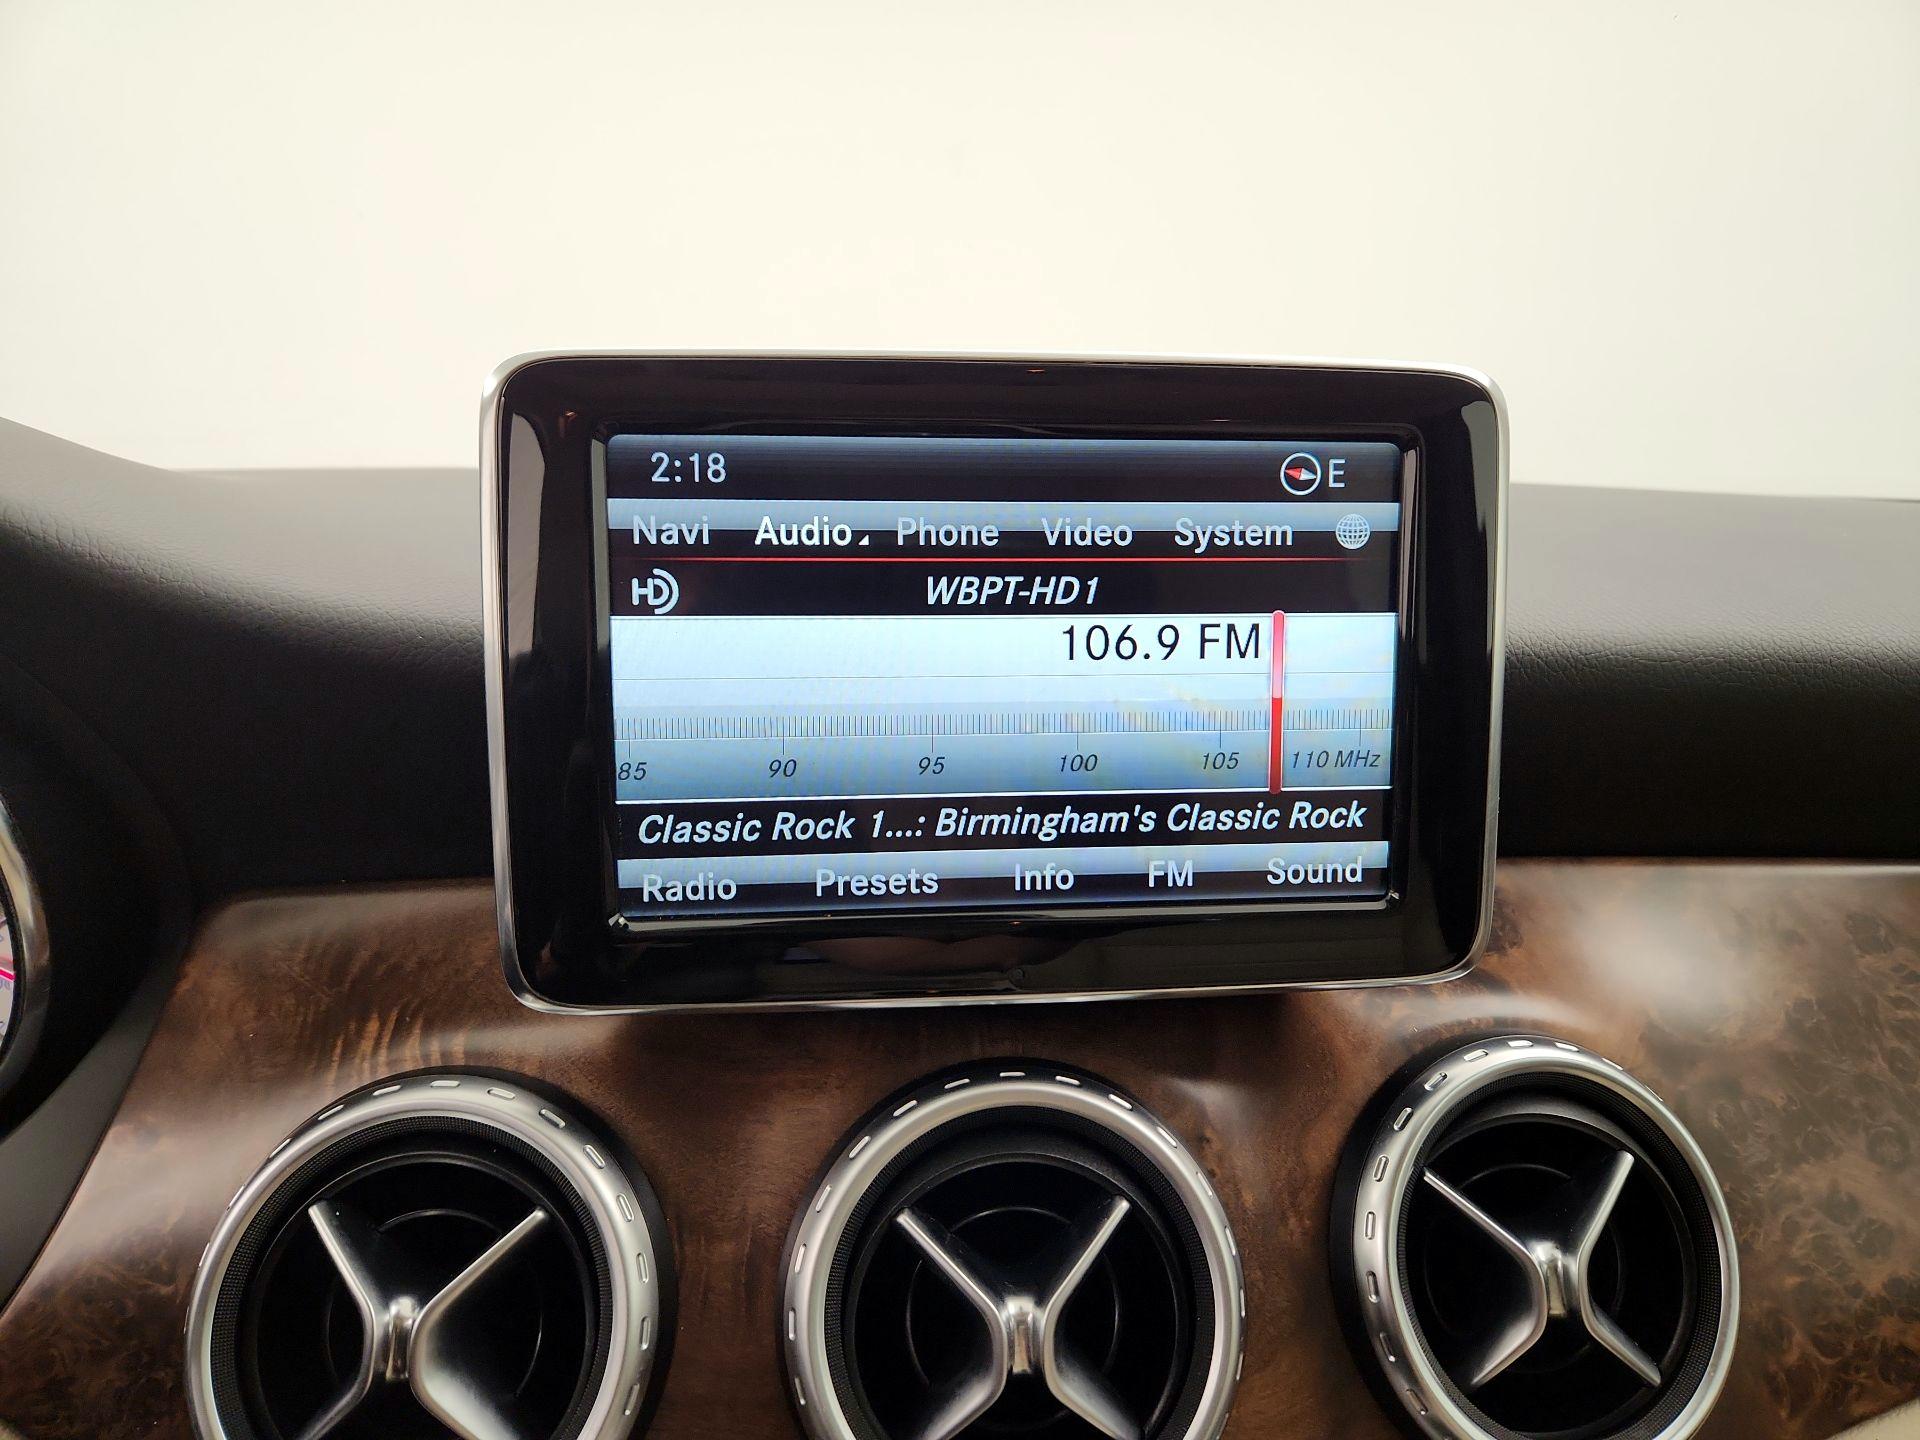 2:18 E
Navi Audio Phone Video System
HD WBPT-HD1
106.9 FM
85 90 95 100 105 110 MHz
Classic Rock 1...: Birmingham's Classic Rock
Radio Presets Info FM Sound